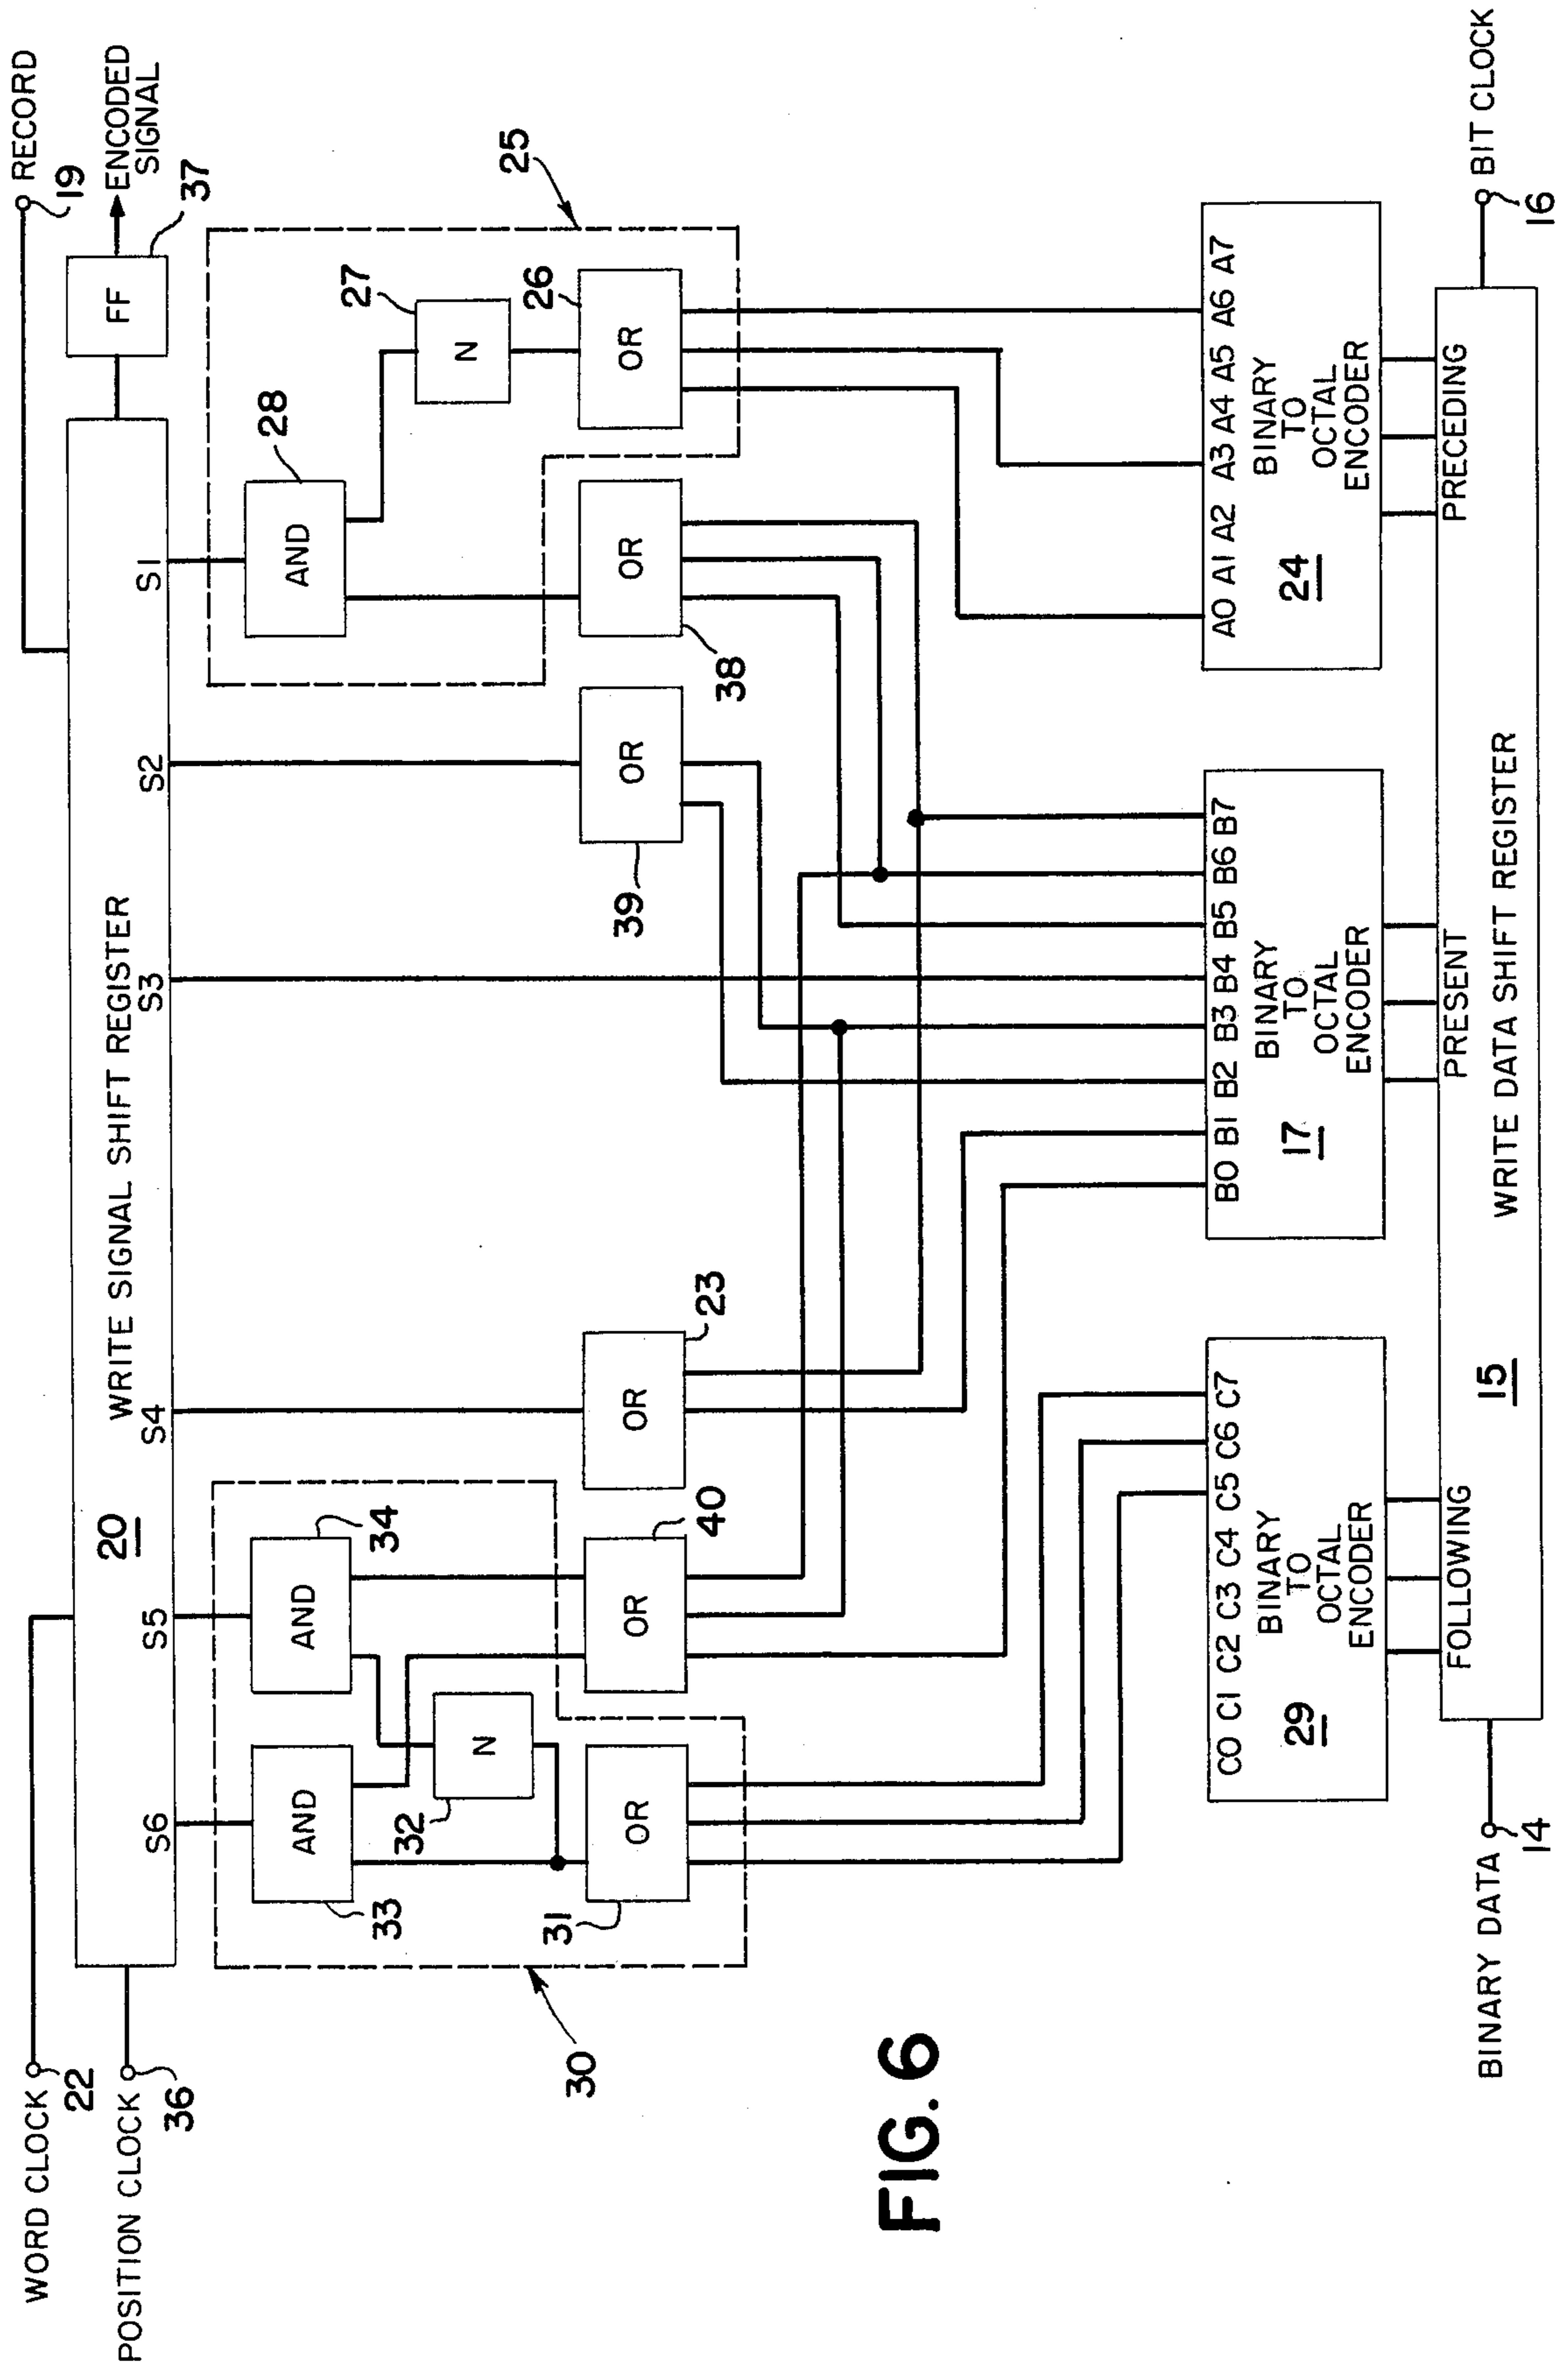 RECORD
19
WORD CLOCK
22
POSITION CLOCK
36
20
WRITE SIGNAL SHIFT REGISTER
S6
S5
S4
S3
S2
S1
FF
37
ENCODED
SIGNAL
33
AND
34
AND
32
N
31
OR
40
OR
30
23
OR
39
OR
38
OR
28
AND
27
N
26
OR
25
C0 C1 C2 C3 C4 C5 C6 C7
BINARY
TO
OCTAL
ENCODER
29
B0 B1 B2 B3 B4 B5 B6 B7
BINARY
TO
OCTAL
ENCODER
17
A0 A1 A2 A3 A4 A5 A6 A7
BINARY
TO
OCTAL
ENCODER
24
FOLLOWING
PRESENT
PRECEDING
15
WRITE DATA SHIFT REGISTER
BINARY DATA
14
BIT CLOCK
16
FIG. 6